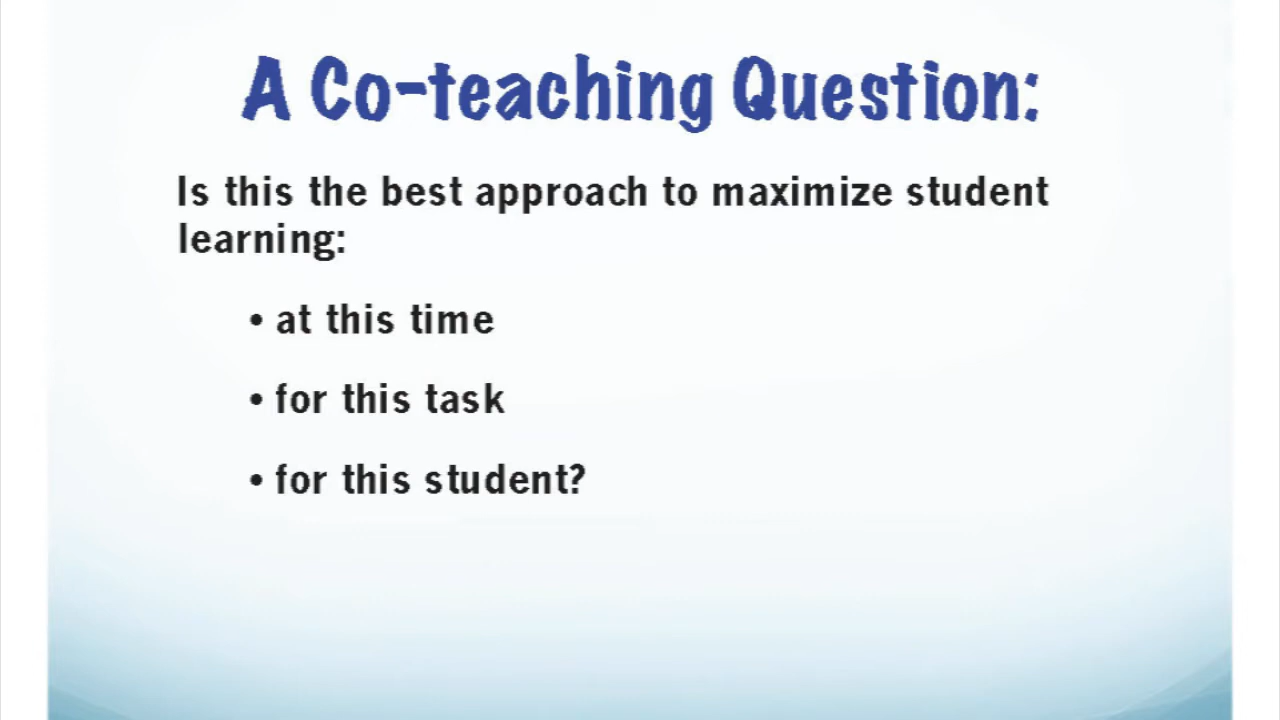 A Co-teaching Question:
Is this the best approach to maximize student
learning:
• at this time
• for this task
• for this student?